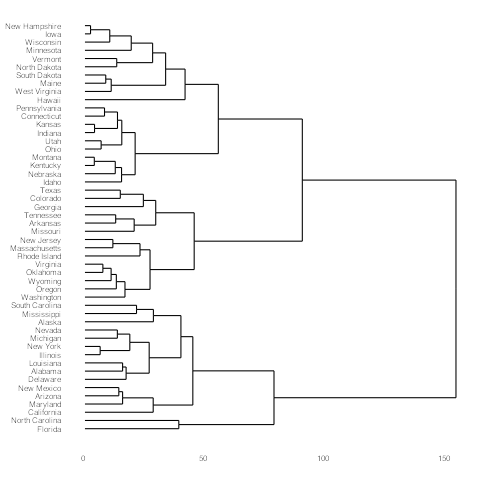 New Hampshire
Iowa
Wisconsin
Minnesota
Vermont
North Dakota
South Dakota
Maine
West Virginia
Hawaii
Pennsylvania
Connecticut
Kansas
Indiana
Utah
Ohio
Montana
Kentucky
Nebraska
Idaho
Texas
Colorado
Georgia
Tennessee
Arkansas
Missouri
New Jersey
Massachusetts
Rhode Island
Virginia
Oklahoma
Wyoming
Oregon
Washington
South Carolina
Mississippi
Alaska
Nevada
Michigan
New York
Illinois
Louisiana
Alabama
Delaware
New Mexico
Arizona
Maryland
California
North Carolina
Florida
0 50 100 150